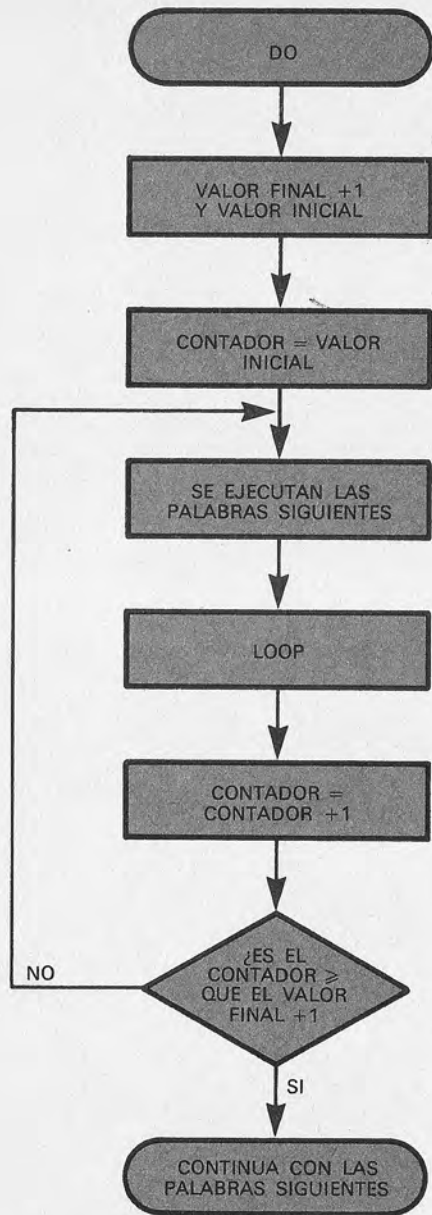 DO
VALOR FINAL +1
Y VALOR INICIAL
CONTADOR = VALOR
INICIAL
SE EJECUTAN LAS
PALABRAS SIGUIENTES
LOOP
CONTADOR =
CONTADOR +1
¿ES EL
CONTADOR ⩾
QUE EL VALOR
FINAL +1
NO
SI
CONTINUA CON LAS
PALABRAS SIGUIENTES